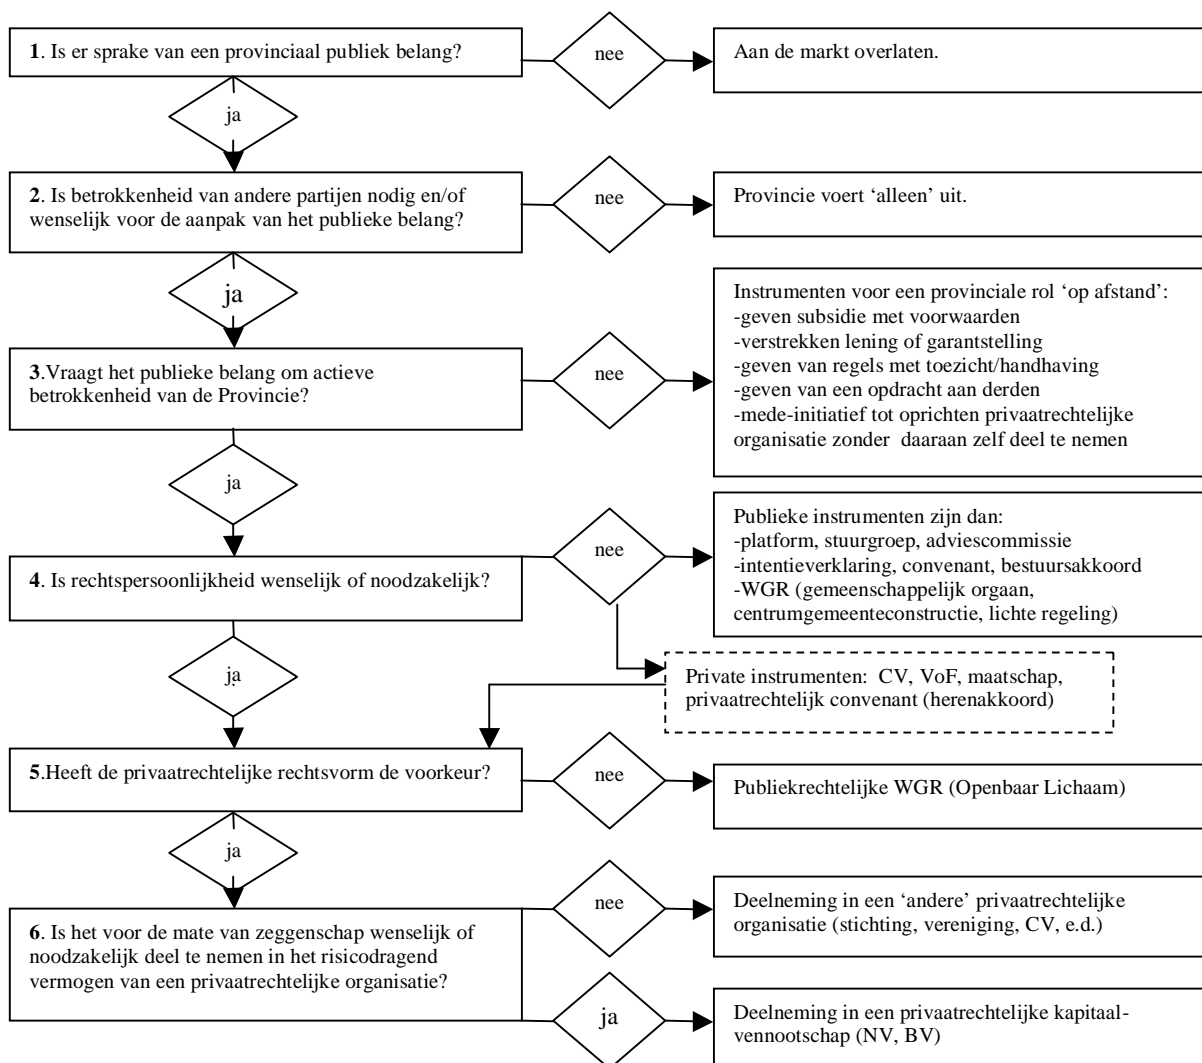 1. Is er sprake van een provinciaal publiek belang?
nee
Aan de markt overlaten.
ja
2. Is betrokkenheid van andere partijen nodig en/of
wenselijk voor de aanpak van het publieke belang?
nee
Provincie voert ‘alleen’ uit.
ja
3.Vraagt het publieke belang om actieve
betrokkenheid van de Provincie?
nee
Instrumenten voor een provinciale rol ‘op afstand’:
-geven subsidie met voorwaarden
-verstrekken lening of garantstelling
-geven van regels met toezicht/handhaving
-geven van een opdracht aan derden
-mede-initiatief tot oprichten privaatrechtelijke
organisatie zonder daaraan zelf deel te nemen
ja
4. Is rechtspersoonlijkheid wenselijk of noodzakelijk?
nee
Publieke instrumenten zijn dan:
-platform, stuurgroep, adviescommissie
-intentieverklaring, convenant, bestuursakkoord
-WGR (gemeenschappelijk orgaan,
centrumgemeenteconstructie, lichte regeling)
ja
Private instrumenten: CV, VoF, maatschap,
privaatrechtelijk convenant (herenakkoord)
5.Heeft de privaatrechtelijke rechtsvorm de voorkeur?
nee
Publiekrechtelijke WGR (Openbaar Lichaam)
ja
6. Is het voor de mate van zeggenschap wenselijk of
noodzakelijk deel te nemen in het risicodragend
vermogen van een privaatrechtelijke organisatie?
nee
Deelneming in een ‘andere’ privaatrechtelijke
organisatie (stichting, vereniging, CV, e.d.)
ja
Deelneming in een privaatrechtelijke kapitaal-
vennootschap (NV, BV)